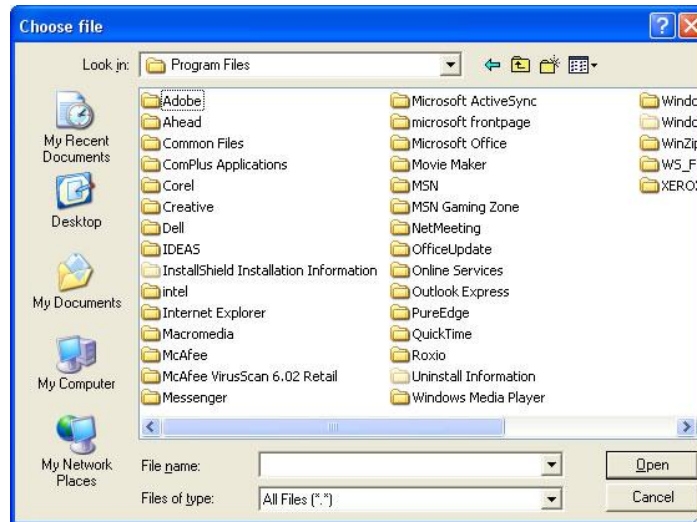 Choose file
Look in: Program Files
My Recent Documents
Desktop
My Documents
My Computer
My Network Places
Adobe
Ahead
Common Files
ComPlus Applications
Corel
Creative
Dell
IDEAS
InstallShield Installation Information
intel
Internet Explorer
Macromedia
McAfee
McAfee VirusScan 6.02 Retail
Messenger
Microsoft ActiveSync
microsoft frontpage
Microsoft Office
Movie Maker
MSN
MSN Gaming Zone
NetMeeting
OfficeUpdate
Online Services
Outlook Express
PureEdge
QuickTime
Roxio
Uninstall Information
Windows Media Player
WinZip
WS_F
XEROX
File name:
Open
Files of type: All Files (*.*)
Cancel